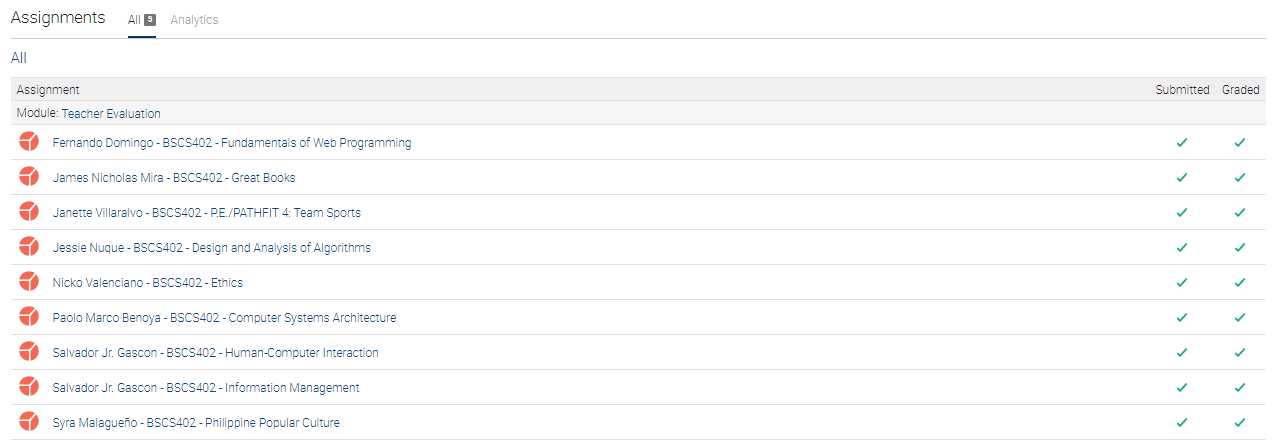 Assignments All 9 Analytics
All
Assignment Submitted Graded
Module: Teacher Evaluation
Fernando Domingo - BSCS402 - Fundamentals of Web Programming
James Nicholas Mira - BSCS402 - Great Books
Janette Villaralvo - BSCS402 - P.E./PATHFIT 4: Team Sports
Jessie Nuque - BSCS402 - Design and Analysis of Algorithms
Nicko Valenciano - BSCS402 - Ethics
Paolo Marco Benoya - BSCS402 - Computer Systems Architecture
Salvador Jr. Gascon - BSCS402 - Human-Computer Interaction
Salvador Jr. Gascon - BSCS402 - Information Management
Syra Malagueño - BSCS402 - Philippine Popular Culture